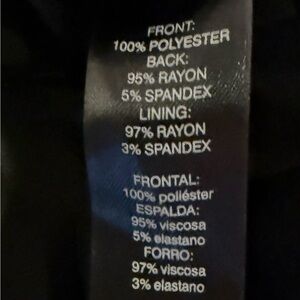 FRONT:
100% POLYESTER
BACK:
95% RAYON
5% SPANDEX
LINING:
97% RAYON
3% SPANDEX
FRONTAL:
100% poliéster
ESPALDA:
95% viscosa
5% elastano
FORRO:
97% viscosa
3% elastano